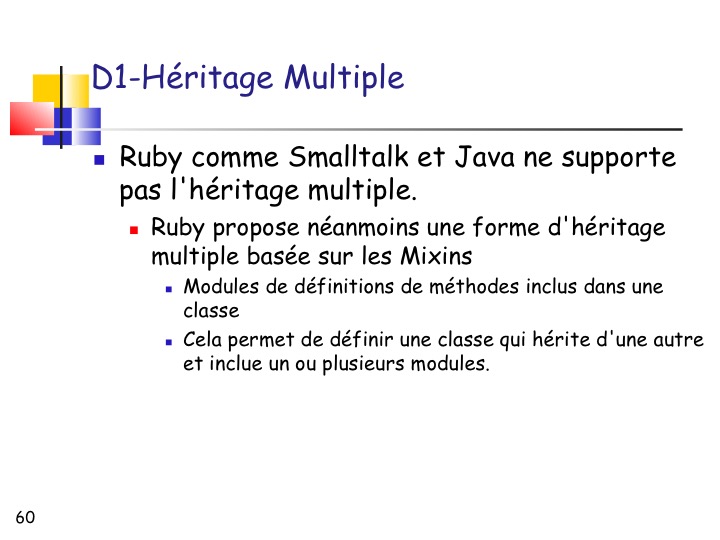 D1-Héritage Multiple
Ruby comme Smalltalk et Java ne supporte
pas l'héritage multiple.
Ruby propose néanmoins une forme d'héritage
multiple basée sur les Mixins
Modules de définitions de méthodes inclus dans une
classe
Cela permet de définir une classe qui hérite d'une autre
et inclue un ou plusieurs modules.
60